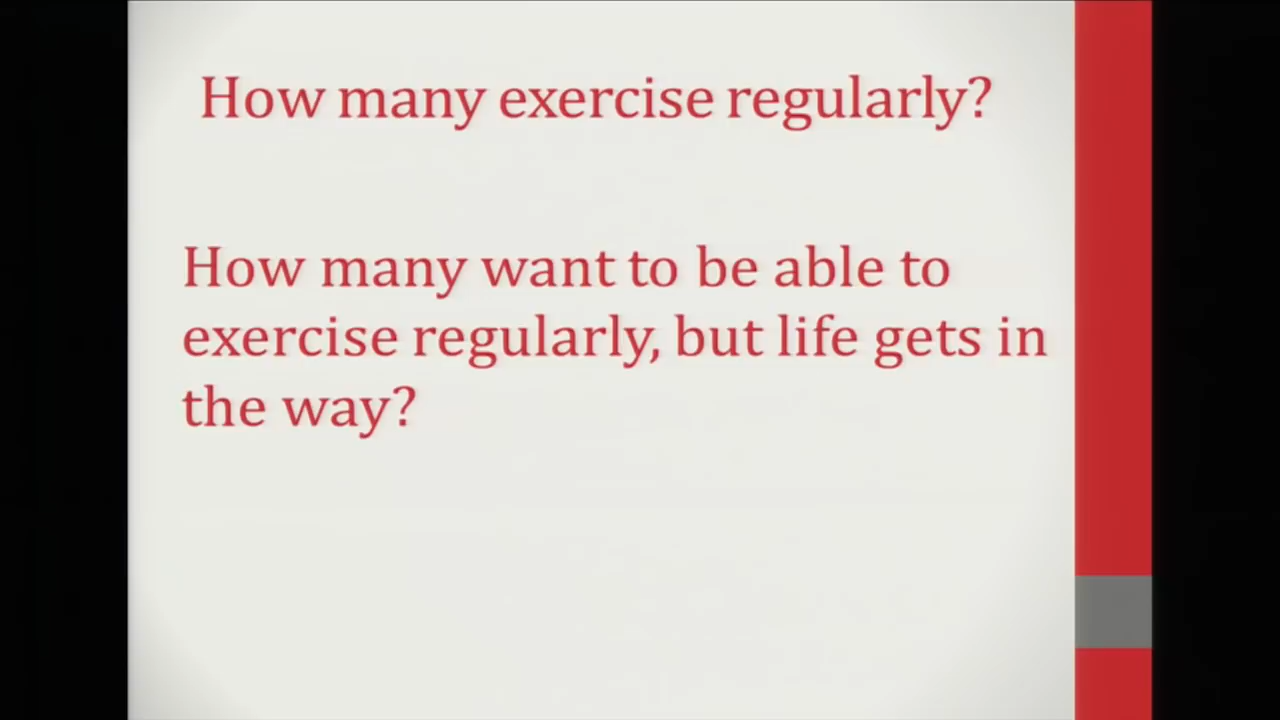 How many exercise regularly?
How many want to be able to
exercise regularly, but life gets in
the way?